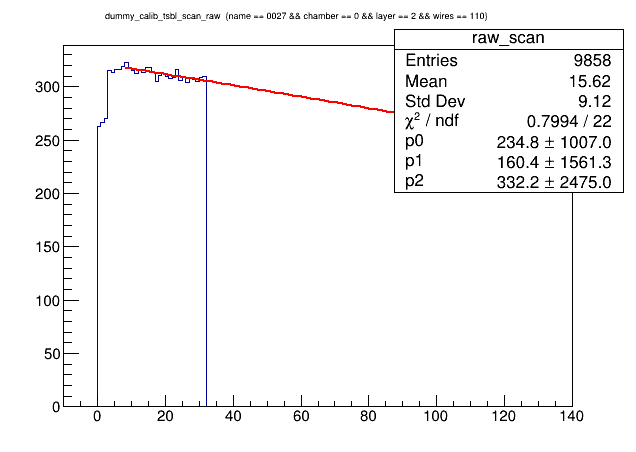 dummy_calib_tsbl_scan_raw (name == 0027 && chamber == 0 && layer == 2 && wires == 110)
raw_scan
Entries 9858
Mean 15.62
Std Dev 9.12
χ² / ndf 0.7994 / 22
p0 234.8 ± 1007.0
p1 160.4 ± 1561.3
p2 332.2 ± 2475.0
300
250
200
150
100
50
0
0 20 40 60 80 100 120 140